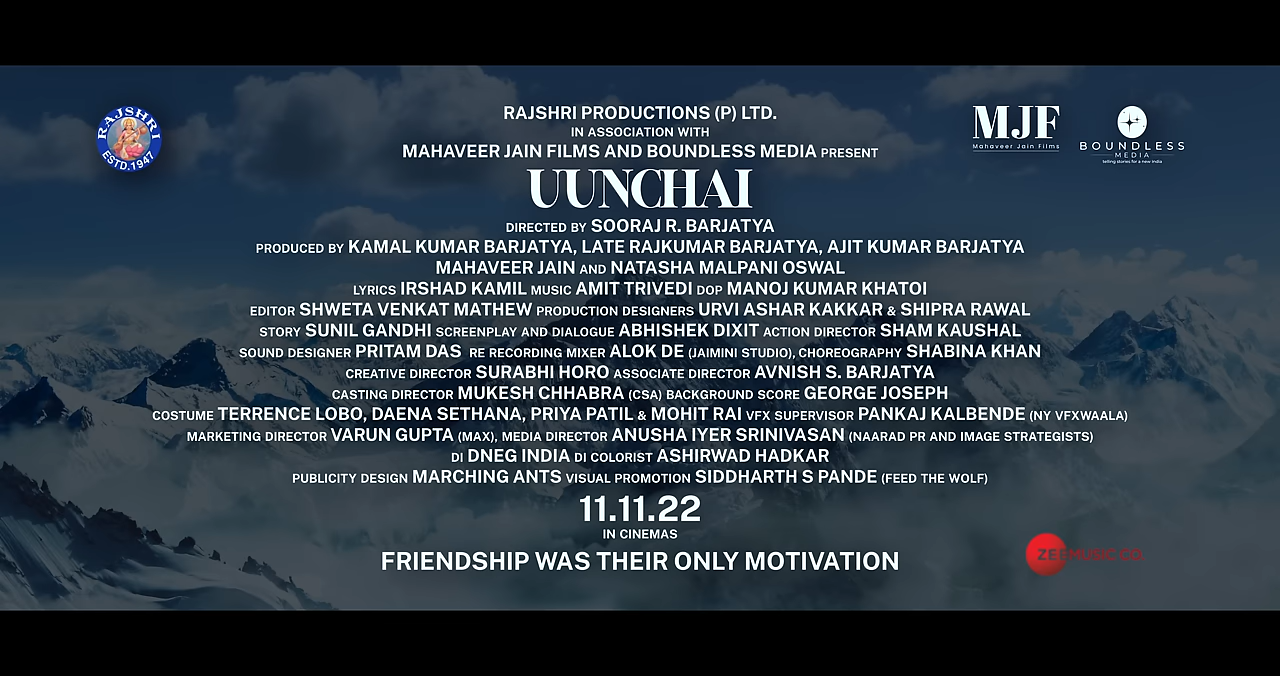 RAJSHRI
ESTD.1947
MJF
Mahaveer Jain Films
BOUNDLESS
MEDIA
telling stories for a new india
RAJSHRI PRODUCTIONS (P) LTD.
IN ASSOCIATION WITH
MAHAVEER JAIN FILMS AND BOUNDLESS MEDIA PRESENT
UUNCHAI
DIRECTED BY SOORAJ R. BARJATYA
PRODUCED BY KAMAL KUMAR BARJATYA, LATE RAJKUMAR BARJATYA, AJIT KUMAR BARJATYA
MAHAVEER JAIN AND NATASHA MALPANI OSWAL
LYRICS IRSHAD KAMIL MUSIC AMIT TRIVEDI DOP MANOJ KUMAR KHATOI
EDITOR SHWETA VENKAT MATHEW PRODUCTION DESIGNERS URVI ASHAR KAKKAR & SHIPRA RAWAL
STORY SUNIL GANDHI SCREENPLAY AND DIALOGUE ABHISHEK DIXIT ACTION DIRECTOR SHAM KAUSHAL
SOUND DESIGNER PRITAM DAS RE RECORDING MIXER ALOK DE (JAIMINI STUDIO), CHOREOGRAPHY SHABINA KHAN
CREATIVE DIRECTOR SURABHI HORO ASSOCIATE DIRECTOR AVNISH S. BARJATYA
CASTING DIRECTOR MUKESH CHHABRA (CSA) BACKGROUND SCORE GEORGE JOSEPH
COSTUME TERRENCE LOBO, DAENA SETHANA, PRIYA PATIL & MOHIT RAI VFX SUPERVISOR PANKAJ KALBENDE (NY VFXWAALA)
MARKETING DIRECTOR VARUN GUPTA (MAX), MEDIA DIRECTOR ANUSHA IYER SRINIVASAN (NAARAD PR AND IMAGE STRATEGISTS)
DI DNEG INDIA DI COLORIST ASHIRWAD HADKAR
PUBLICITY DESIGN MARCHING ANTS VISUAL PROMOTION SIDDHARTH S PANDE (FEED THE WOLF)
11.11.22
IN CINEMAS
FRIENDSHIP WAS THEIR ONLY MOTIVATION
ZEE MUSIC CO.